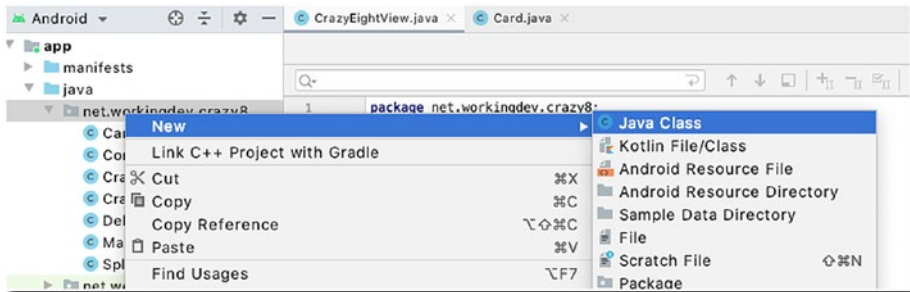 Android
CrazyEightView.java
Card.java
app
manifests
java
1 package net.workingdev.crazy8;
net.workingdev.crazy8
New
Link C++ Project with Gradle
Cut ⌘X
Copy ⌘C
Copy Reference ⌥⇧⌘C
Paste ⌘V
Find Usages ⌥F7
Java Class
Kotlin File/Class
Android Resource File
Android Resource Directory
Sample Data Directory
File
Scratch File ⇧⌘N
Package